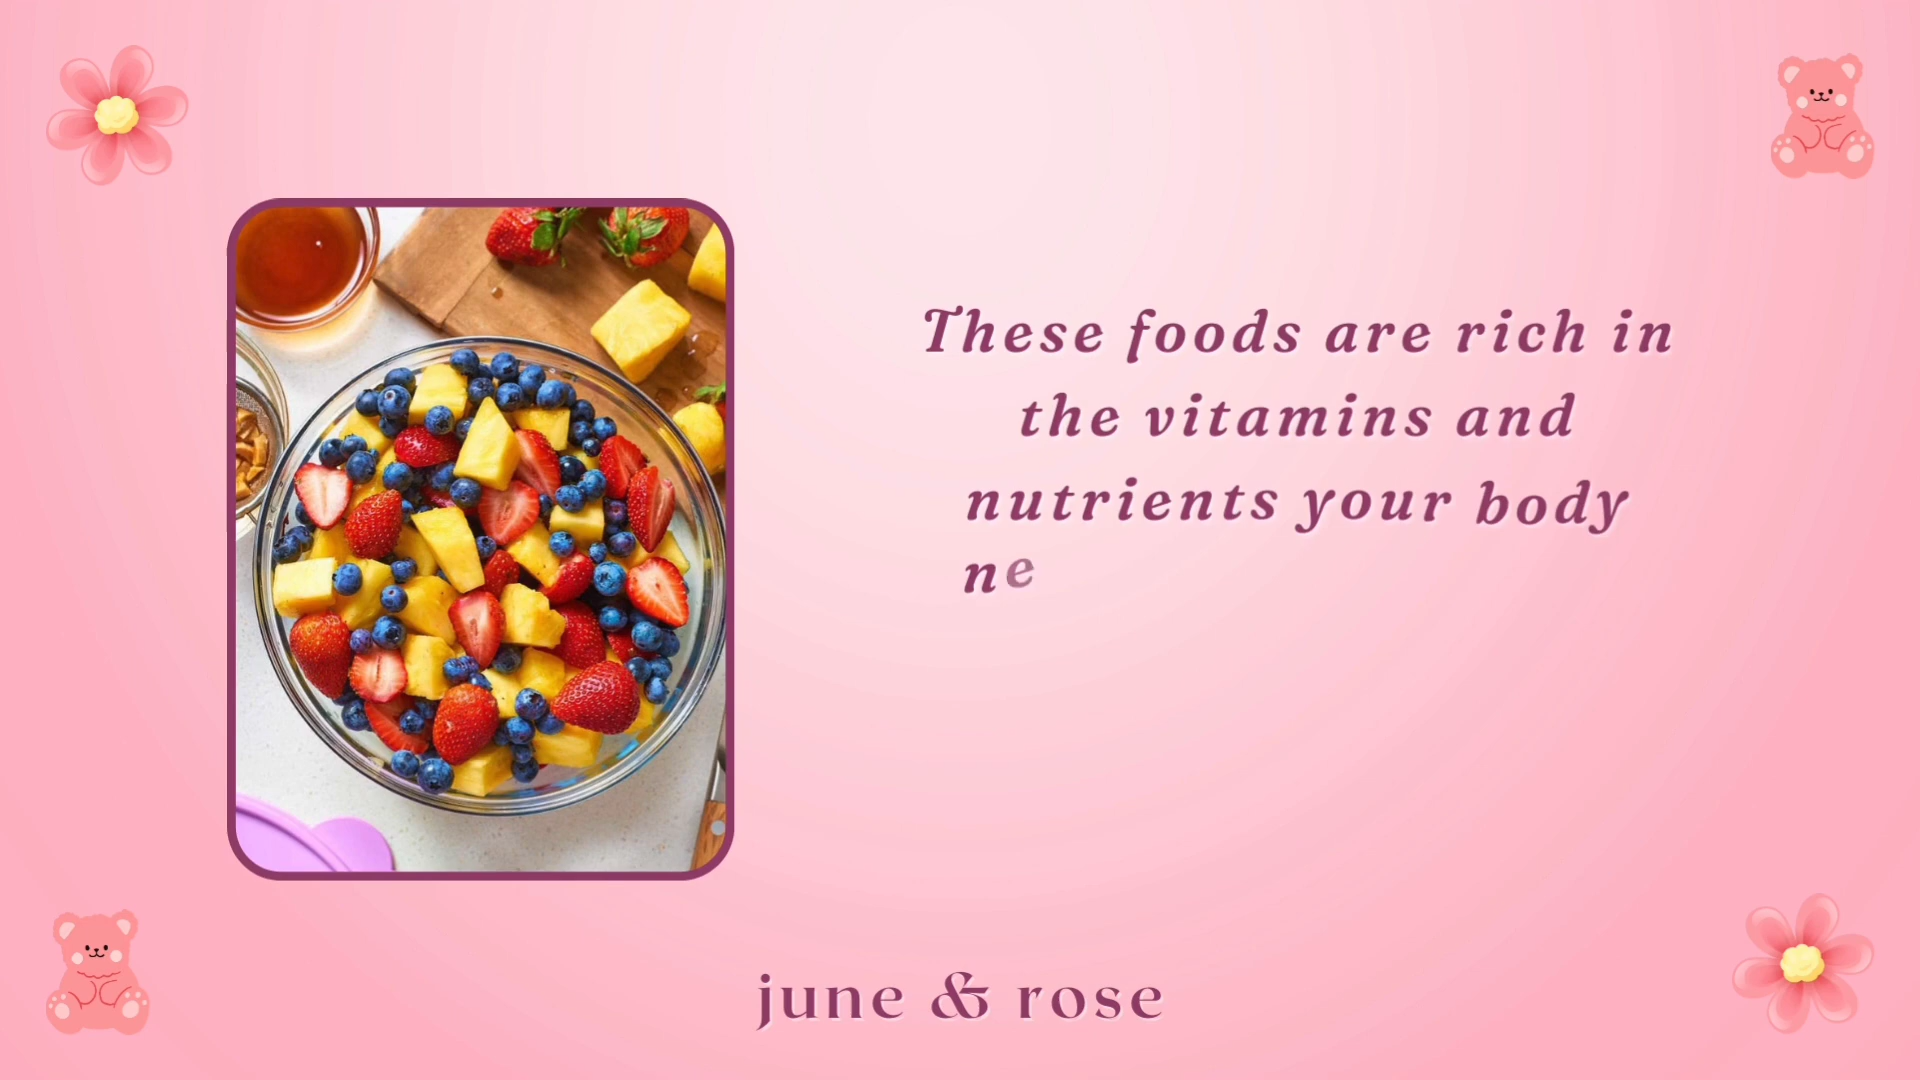 These foods are rich in
the vitamins and
nutrients your body
ne
june & rose